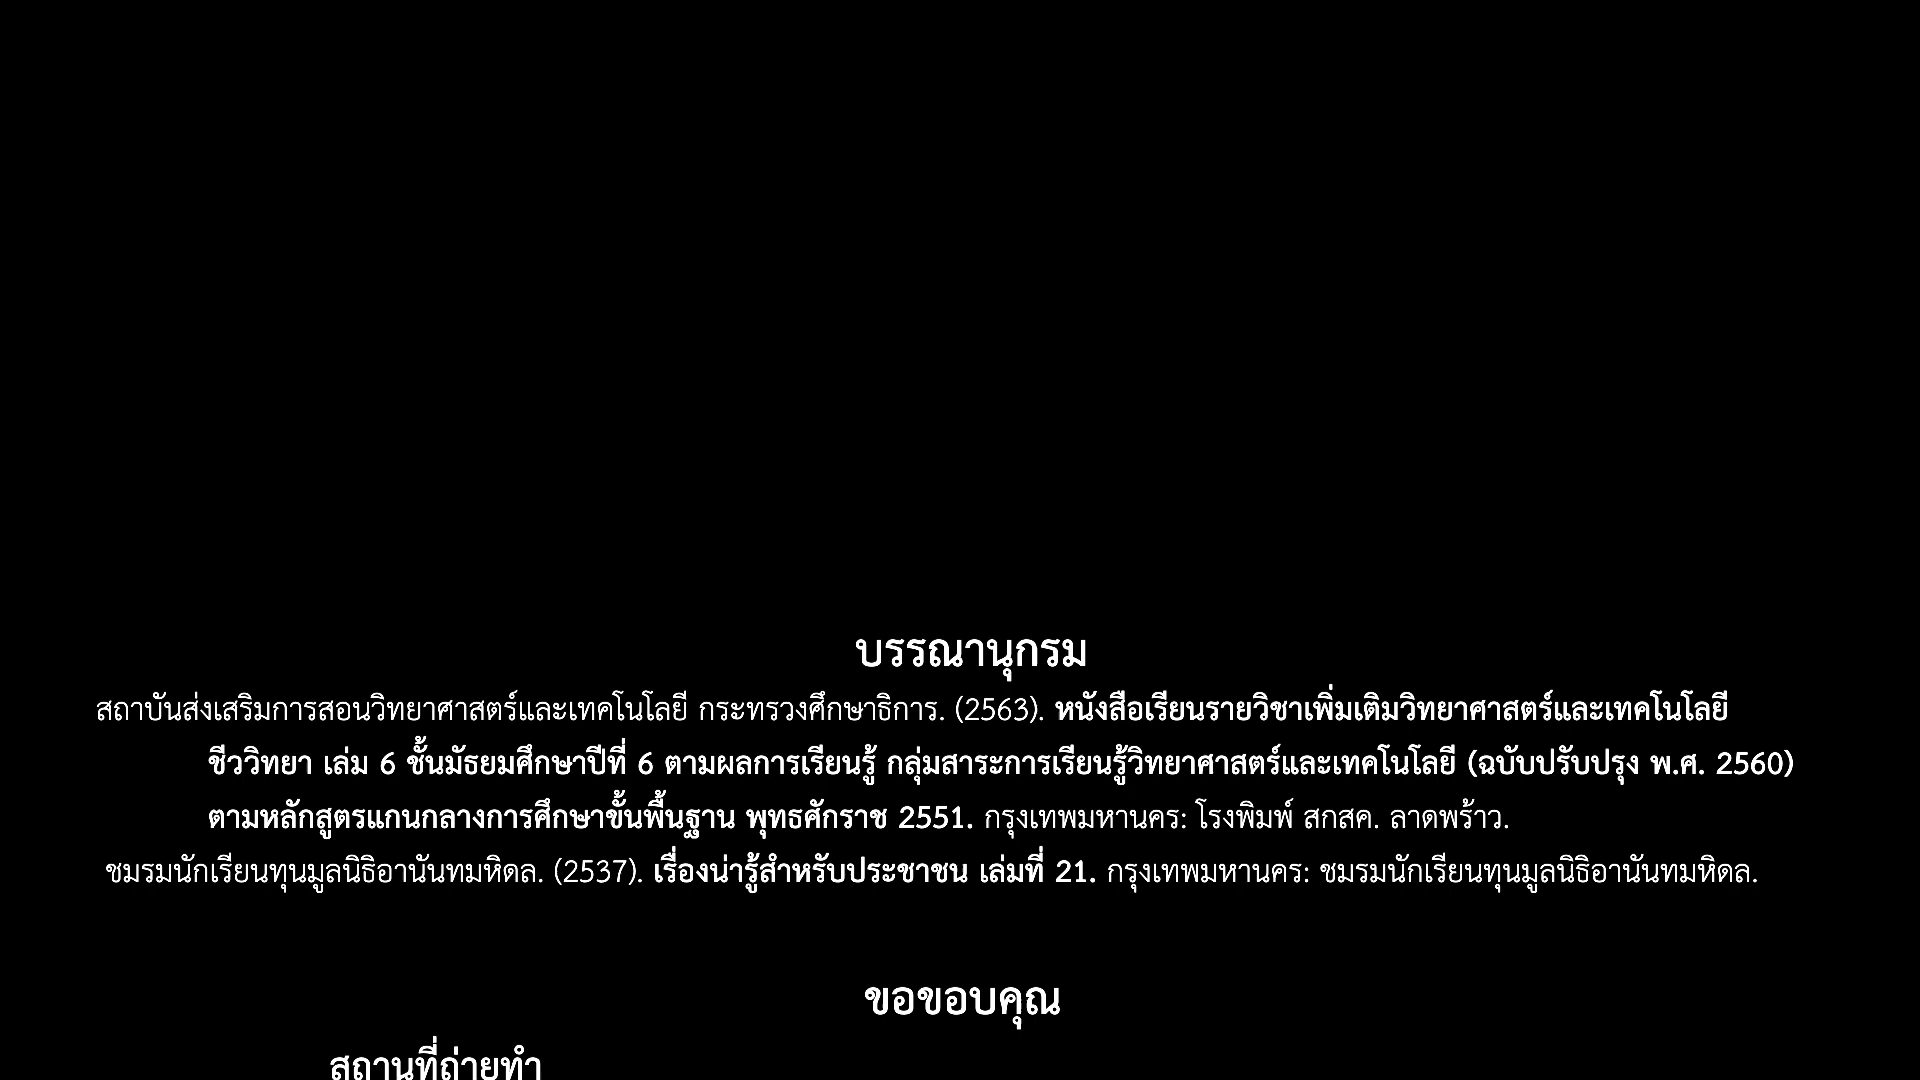 บรรณานุกรม
สถาบันส่งเสริมการสอนวิทยาศาสตร์และเทคโนโลยี กระทรวงศึกษาธิการ. (2563). หนังสือเรียนรายวิชาเพิ่มเติมวิทยาศาสตร์และเทคโนโลยี
ชีววิทยา เล่ม 6 ชั้นมัธยมศึกษาปีที่ 6 ตามผลการเรียนรู้ กลุ่มสาระการเรียนรู้วิทยาศาสตร์และเทคโนโลยี (ฉบับปรับปรุง พ.ศ. 2560)
ตามหลักสูตรแกนกลางการศึกษาขั้นพื้นฐาน พุทธศักราช 2551. กรุงเทพมหานคร: โรงพิมพ์ สกสค. ลาดพร้าว.
ชมรมนักเรียนทุนมูลนิธิอานันทมหิดล. (2537). เรื่องน่ารู้สำหรับประชาชน เล่มที่ 21. กรุงเทพมหานคร: ชมรมนักเรียนทุนมูลนิธิอานันทมหิดล.
ขอขอบคุณ
สถานที่ถ่ายทำ